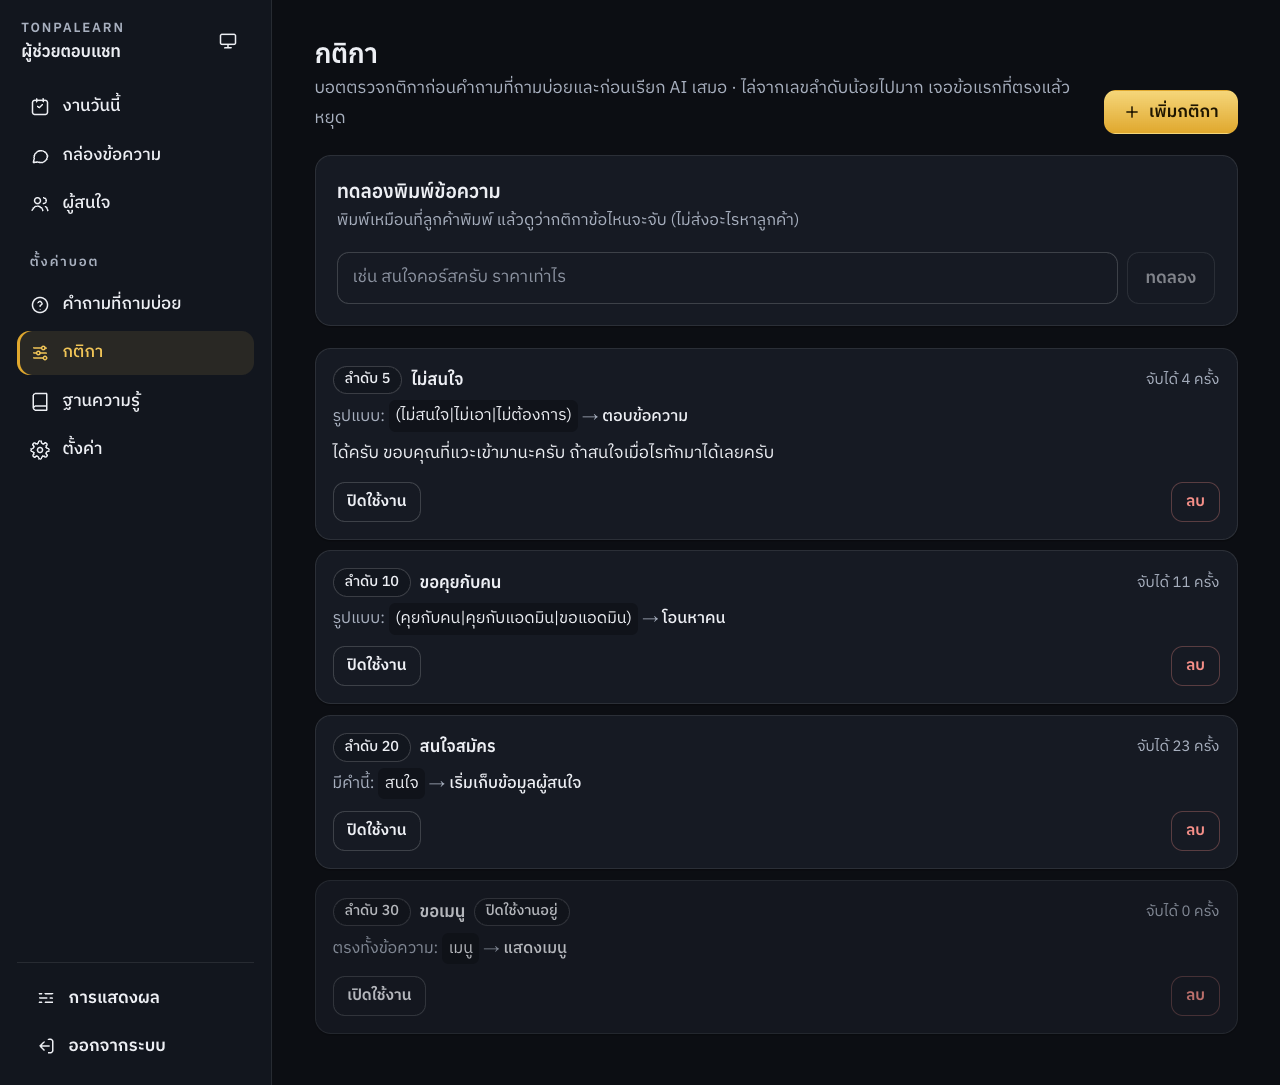 TONPALEARN
ผู้ช่วยตอบแชท
งานวันนี้
กล่องข้อความ
ผู้สนใจ
ตั้งค่าบอต
คำถามที่ถามบ่อย
กติกา
ฐานความรู้
ตั้งค่า
การแสดงผล
ออกจากระบบ
กติกา
บอตตรวจกติกาก่อนคำถามที่ถามบ่อยและก่อนเรียก AI เสมอ · ไล่จากเลขลำดับน้อยไปมาก เจอข้อแรกที่ตรงแล้ว
หยุด
+ เพิ่มกติกา
ทดลองพิมพ์ข้อความ
พิมพ์เหมือนที่ลูกค้าพิมพ์ แล้วดูว่ากติกาข้อไหนจะจับ (ไม่ส่งอะไรหาลูกค้า)
เช่น สนใจคอร์สครับ ราคาเท่าไร
ทดลอง
ลำดับ 5 ไม่สนใจ จับได้ 4 ครั้ง
รูปแบบ: (ไม่สนใจ|ไม่เอา|ไม่ต้องการ) → ตอบข้อความ
ได้ครับ ขอบคุณที่แวะเข้ามานะครับ ถ้าสนใจเมื่อไรทักมาได้เลยครับ
ปิดใช้งาน ลบ
ลำดับ 10 ขอคุยกับคน จับได้ 11 ครั้ง
รูปแบบ: (คุยกับคน|คุยกับแอดมิน|ขอแอดมิน) → โอนหาคน
ปิดใช้งาน ลบ
ลำดับ 20 สนใจสมัคร จับได้ 23 ครั้ง
มีคำนี้: สนใจ → เริ่มเก็บข้อมูลผู้สนใจ
ปิดใช้งาน ลบ
ลำดับ 30 ขอเมนู ปิดใช้งานอยู่ จับได้ 0 ครั้ง
ตรงทั้งข้อความ: เมนู → แสดงเมนู
เปิดใช้งาน ลบ